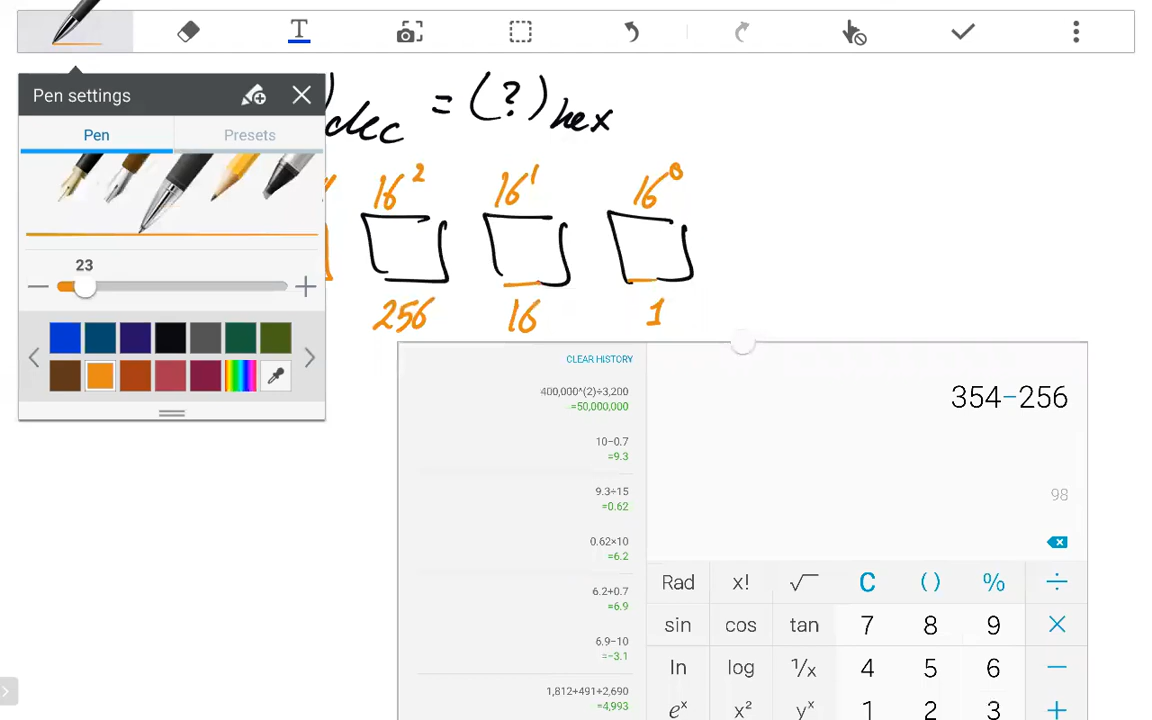 T
Pen settings
)dec = (?)hex
Pen Presets
16² 16¹ 16⁰
23
256 16 1
CLEAR HISTORY
400,000^(2)÷3,200
=50,000,000
354−256
10−0.7
=9.3
9.3÷15
=0.62
98
0.62×10
=6.2
6.2+0.7
=6.9
6.9−10
=−3.1
1,812+491+2,690
=4,993
Rad x! √ C () % ÷
sin cos tan 7 8 9 ×
ln log 1/x 4 5 6 −
eˣ x² yˣ 1 2 3 +